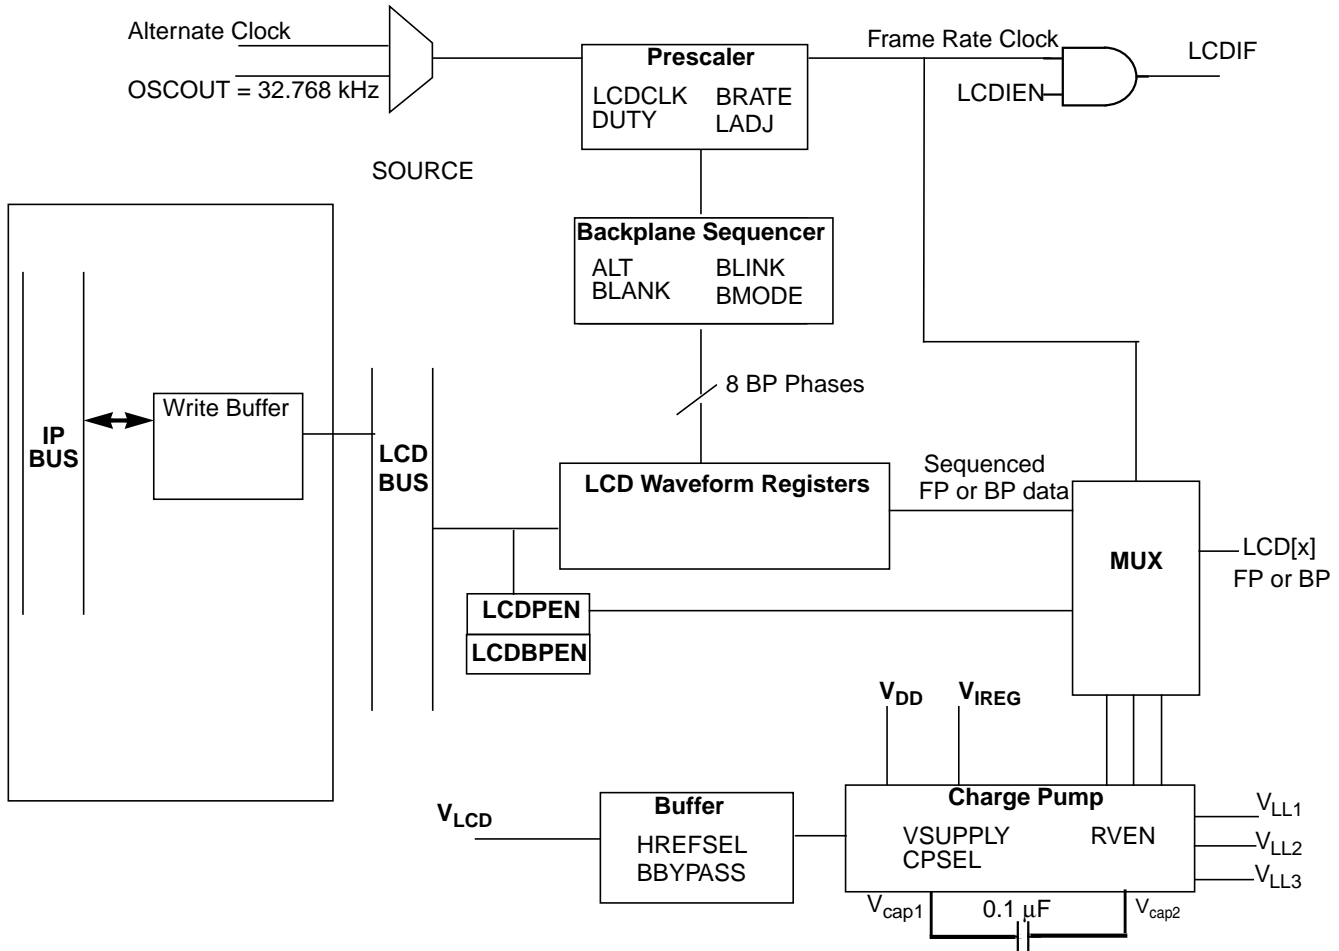 Alternate Clock
OSCOUT = 32.768 kHz
SOURCE
Prescaler
LCDCLK BRATE
DUTY LADJ
Frame Rate Clock
LCDIEN
LCDIF
Backplane Sequencer
ALT BLINK
BLANK BMODE
8 BP Phases
IP
BUS
Write Buffer
LCD
BUS
LCD Waveform Registers
Sequenced
FP or BP data
MUX
LCD[x]
FP or BP
LCDPEN
LCDBPEN
VDD
VIREG
VLCD
Buffer
HREFSEL
BBYPASS
Charge Pump
VSUPPLY RVEN
CPSEL
VLL1
VLL2
VLL3
Vcap1
0.1 µF
Vcap2